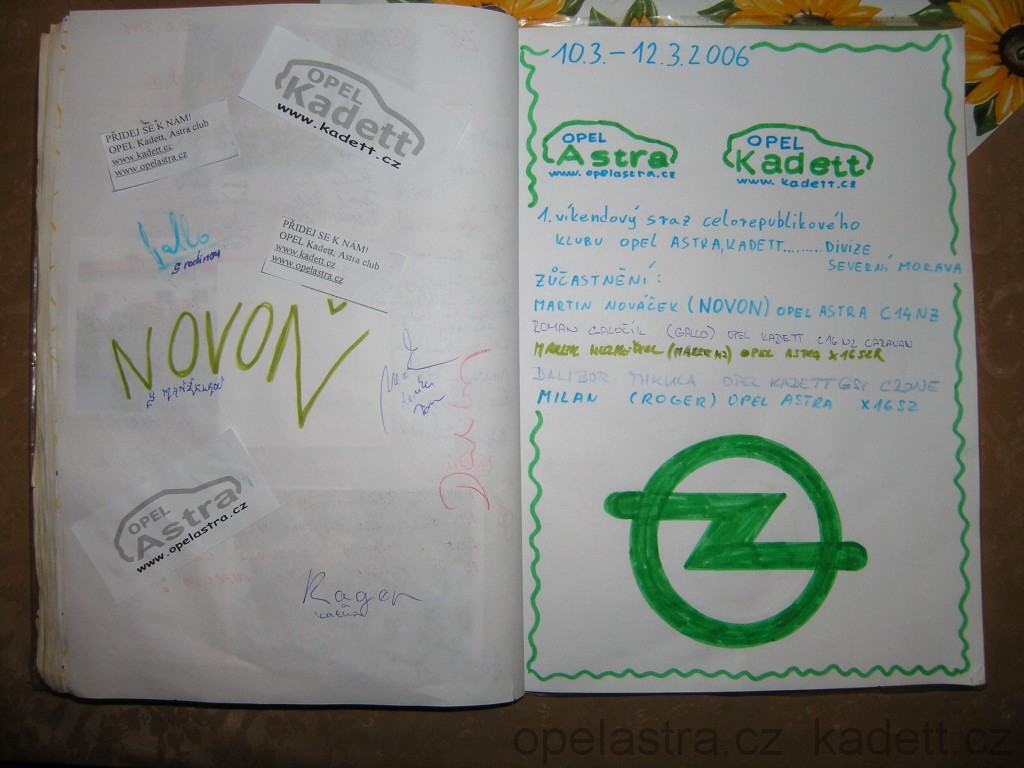 OPEL
Kadett
www.kadett.cz
PŘIDEJ SE K NÁM!
OPEL Kadett, Astra club
www.kadett.cz
www.opelastra.cz
Gallo
S rodinou
PŘIDEJ SE K NÁM!
OPEL Kadett, Astra club
www.kadett.cz
www.opelastra.cz
NOVOŇ
OPEL
Astra
www.opelastra.cz
10.3.-12.3.2006
OPEL
Astra
www.opelastra.cz
OPEL
Kadett
www.kadett.cz
1. víkendový sraz celorepublikového
KLUBU OPEL ASTRA, KADETT......... DIVIZE
SEVERNÍ MORAVA
ZÚČASTNĚNÍ:
MARTIN NOVÁČEK (NOVON) OPEL ASTRA C14NZ
ROMAN (GALLO) OPEL KADETT C16NZ CARAVAN
OPEL ASTRA X16SZR
DALIBOR MIKULA OPEL KADETT GSI C20NE
MILAN (ROGER) OPEL ASTRA X16SZ
opelastra.cz kadett.cz